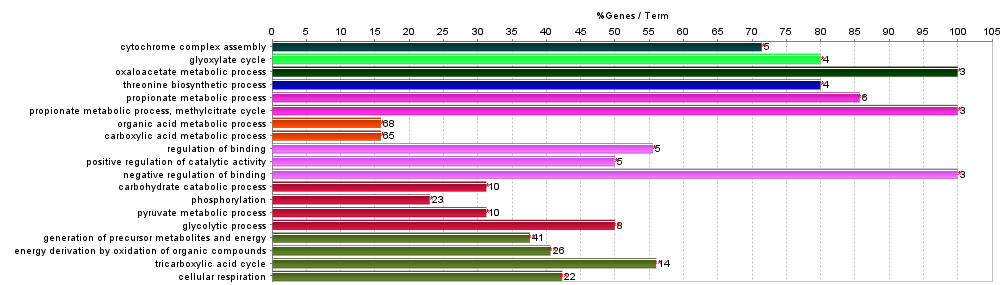 %Genes / Term
0 5 10 15 20 25 30 35 40 45 50 55 60 65 70 75 80 85 90 95 100 105
cytochrome complex assembly *5
glyoxylate cycle *4
oxaloacetate metabolic process *3
threonine biosynthetic process *4
propionate metabolic process *6
propionate metabolic process, methylcitrate cycle *3
organic acid metabolic process *68
carboxylic acid metabolic process *65
regulation of binding *5
positive regulation of catalytic activity *5
negative regulation of binding *3
carbohydrate catabolic process *10
phosphorylation *23
pyruvate metabolic process *10
glycolytic process *8
generation of precursor metabolites and energy *41
energy derivation by oxidation of organic compounds **26
tricarboxylic acid cycle *14
cellular respiration **22